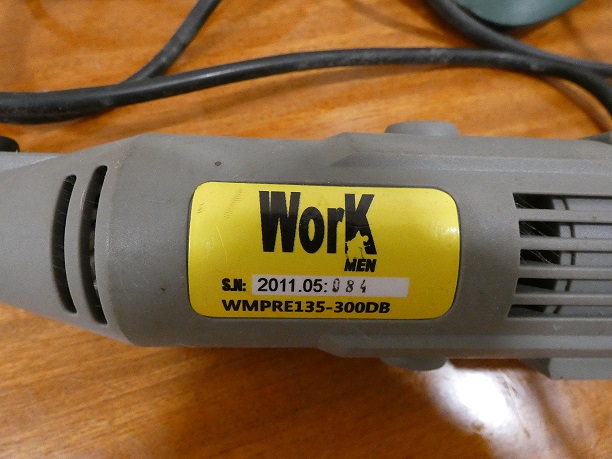 WorK
MEN
S.N: 2011.05:084
WMPRE135-300DB